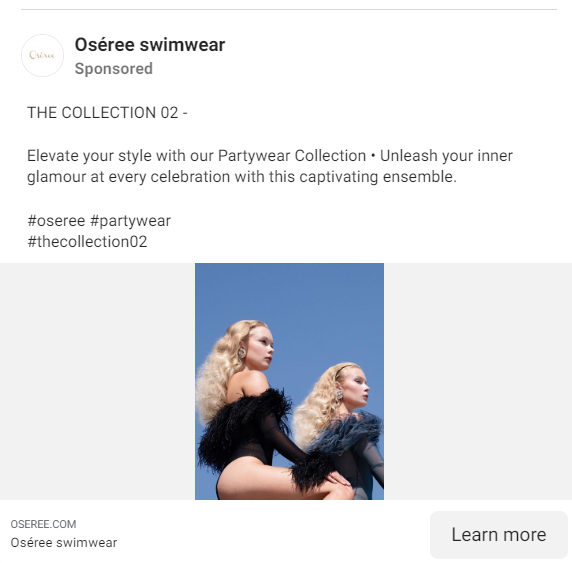 Oséree
Oséree swimwear
Sponsored
THE COLLECTION 02 -
Elevate your style with our Partywear Collection • Unleash your inner
glamour at every celebration with this captivating ensemble.
#oseree #partywear
#thecollection02
OSEREE.COM
Oséree swimwear
Learn more